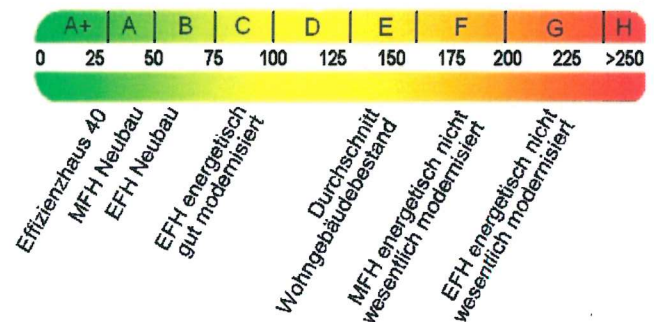 A+ A B C D E F G H
0 25 50 75 100 125 150 175 200 225 >250
Effizienzhaus 40
MFH Neubau
EFH Neubau
EFH energetisch
gut modernisiert
Durchschnitt
Wohngebäudebestand
MFH energetisch nicht
wesentlich modernisiert
EFH energetisch nicht
wesentlich modernisiert